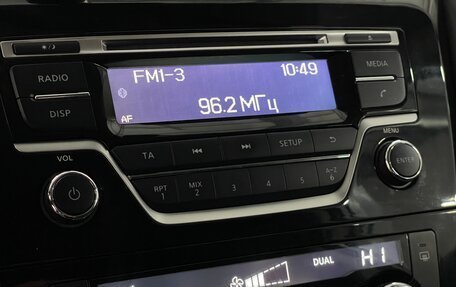 RADIO
FM1-3 10:49
MEDIA
DISP
96.2 МГц
AF
MENU
VOL
TA
SETUP
ENTER
RPT 1
MIX 2
3
4
5
A-Z 6
DUAL
HI